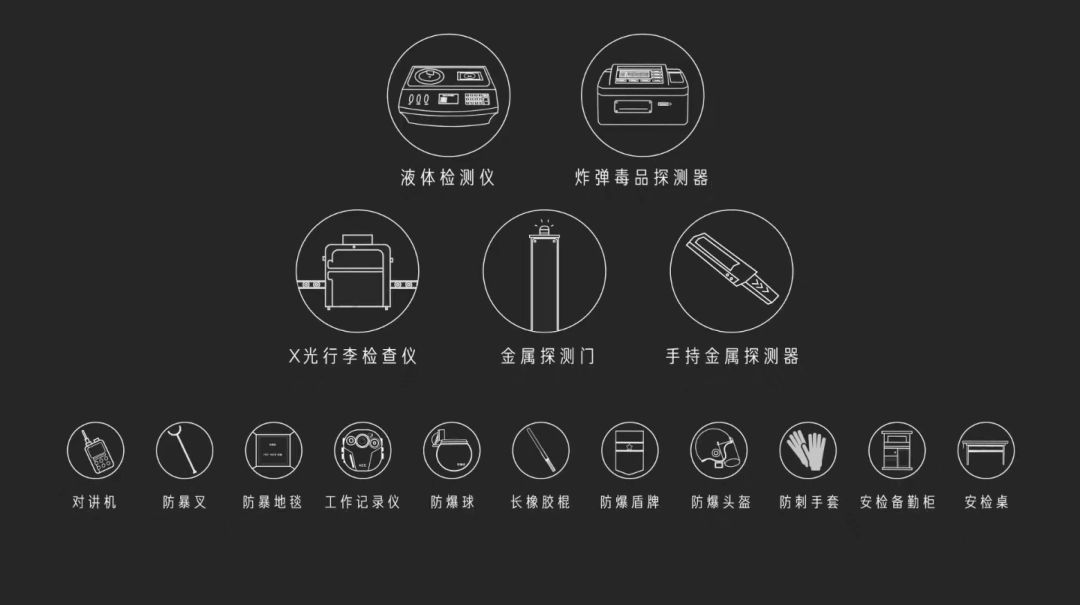 液体检测仪
炸弹毒品探测器
X光行李检查仪
金属探测门
手持金属探测器
对讲机
防暴叉
防暴地毯
工作记录仪
防爆球
长橡胶棍
防爆盾牌
防爆头盔
防刺手套
安检备勤柜
安检桌